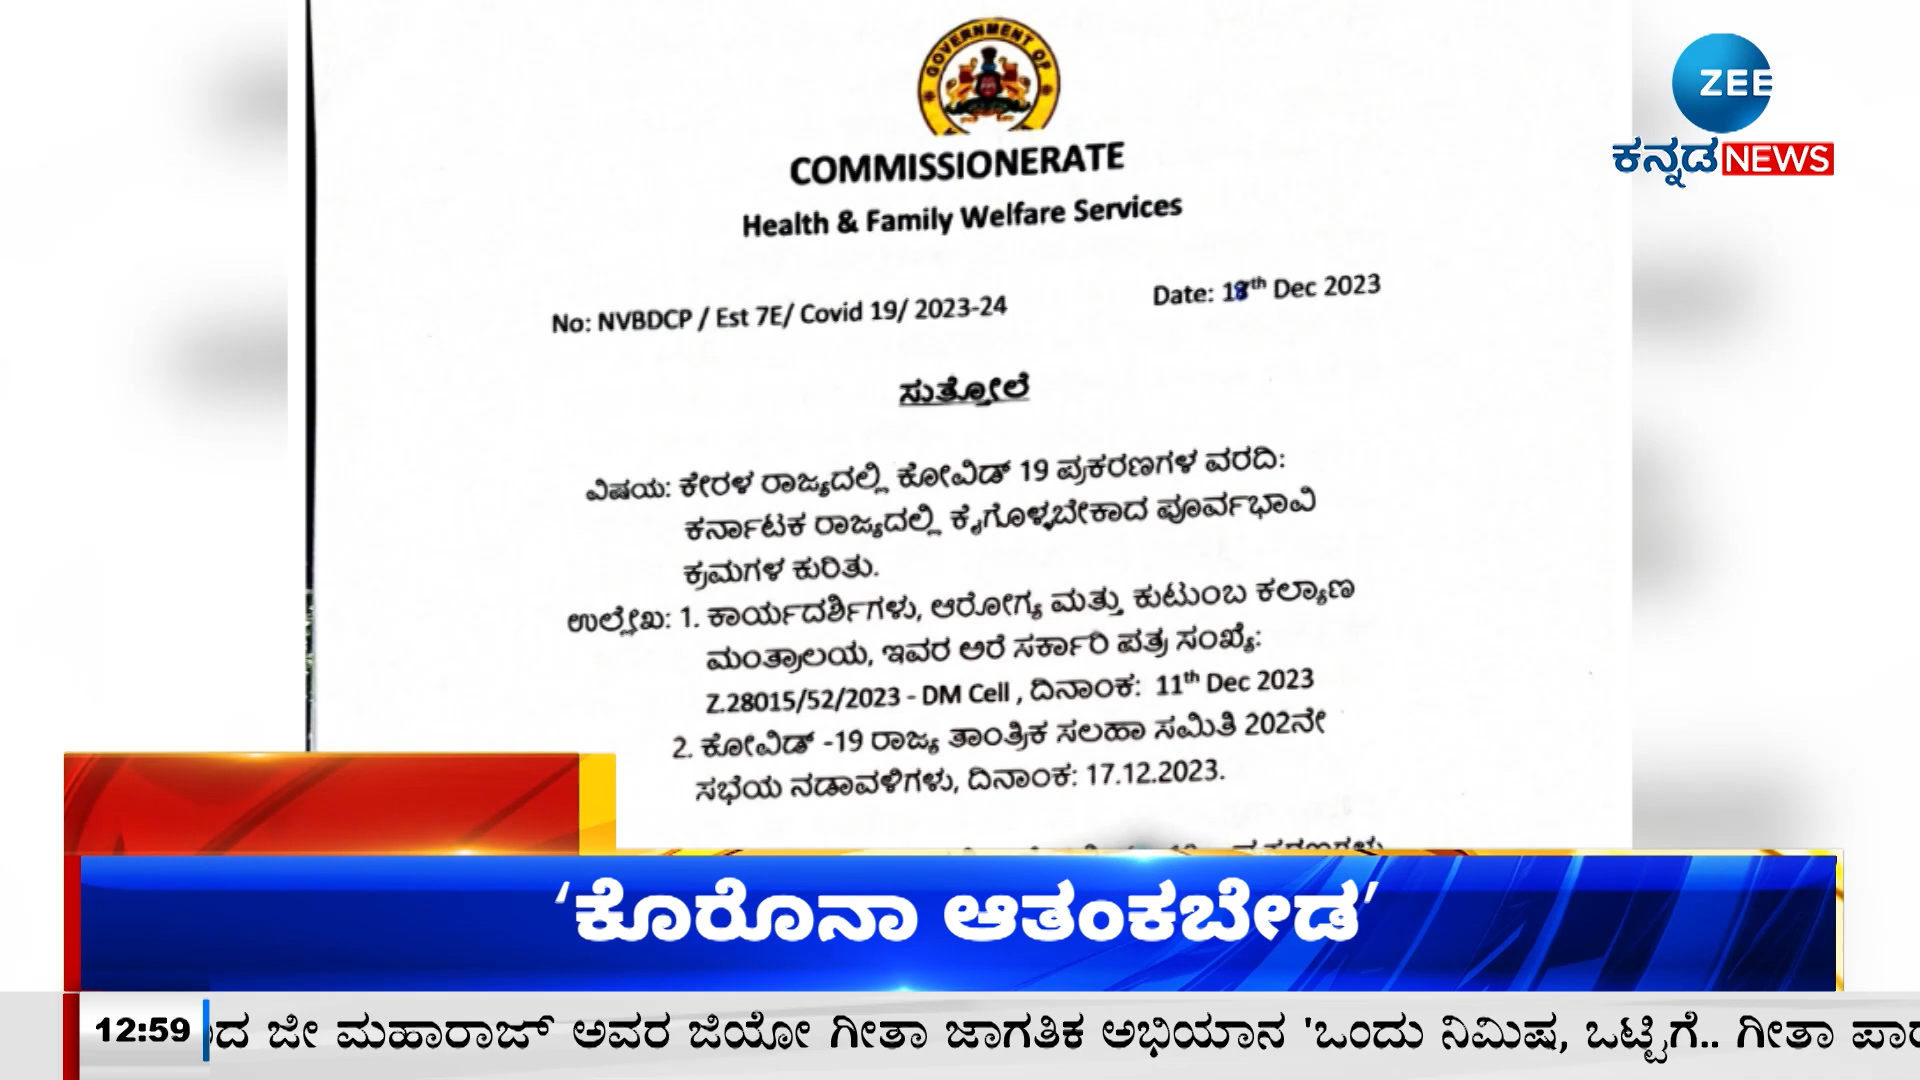 GOVERNMENT OF
ZEE
ಕನ್ನಡ NEWS
COMMISSIONERATE
Health & Family Welfare Services
No: NVBDCP / Est 7E/ Covid 19/ 2023-24
Date: 18th Dec 2023
ಸುತ್ತೋಲೆ
ವಿಷಯ: ಕೇರಳ ರಾಜ್ಯದಲ್ಲಿ ಕೋವಿಡ್ 19 ಪ್ರಕರಣಗಳ ವರದಿ:
ಕರ್ನಾಟಕ ರಾಜ್ಯದಲ್ಲಿ ಕೈಗೊಳ್ಳಬೇಕಾದ ಪೂರ್ವಭಾವಿ
ಕ್ರಮಗಳ ಕುರಿತು.
ಉಲ್ಲೇಖ: 1. ಕಾರ್ಯದರ್ಶಿಗಳು, ಆರೋಗ್ಯ ಮತ್ತು ಕುಟುಂಬ ಕಲ್ಯಾಣ
ಮಂತ್ರಾಲಯ, ಇವರ ಅರೆ ಸರ್ಕಾರಿ ಪತ್ರ ಸಂಖ್ಯೆ:
Z.28015/52/2023 - DM Cell , ದಿನಾಂಕ: 11th Dec 2023
2. ಕೋವಿಡ್ -19 ರಾಜ್ಯ ತಾಂತ್ರಿಕ ಸಲಹಾ ಸಮಿತಿ 202ನೇ
ಸಭೆಯ ನಡಾವಳಿಗಳು, ದಿನಾಂಕ: 17.12.2023.
‘ಕೊರೊನಾ ಆತಂಕಬೇಡ’
12:59 ಜೀ ಮಹಾರಾಜ್ ಅವರ ಜಿಯೋ ಗೀತಾ ಜಾಗತಿಕ ಅಭಿಯಾನ 'ಒಂದು ನಿಮಿಷ, ಒಟ್ಟಿಗೆ.. ಗೀತಾ